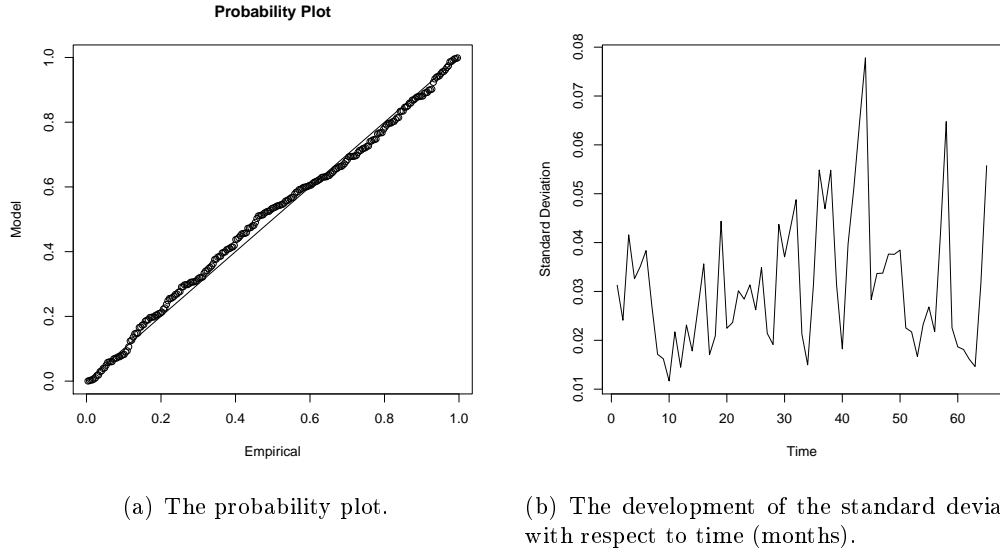 Probability Plot
Model
0.0 0.2 0.4 0.6 0.8 1.0
0.0 0.2 0.4 0.6 0.8 1.0
Empirical
Standard Deviation
0.01 0.02 0.03 0.04 0.05 0.06 0.07 0.08
0 10 20 30 40 50 60
Time
(a) The probability plot.
(b) The development of the standard devia
with respect to time (months).